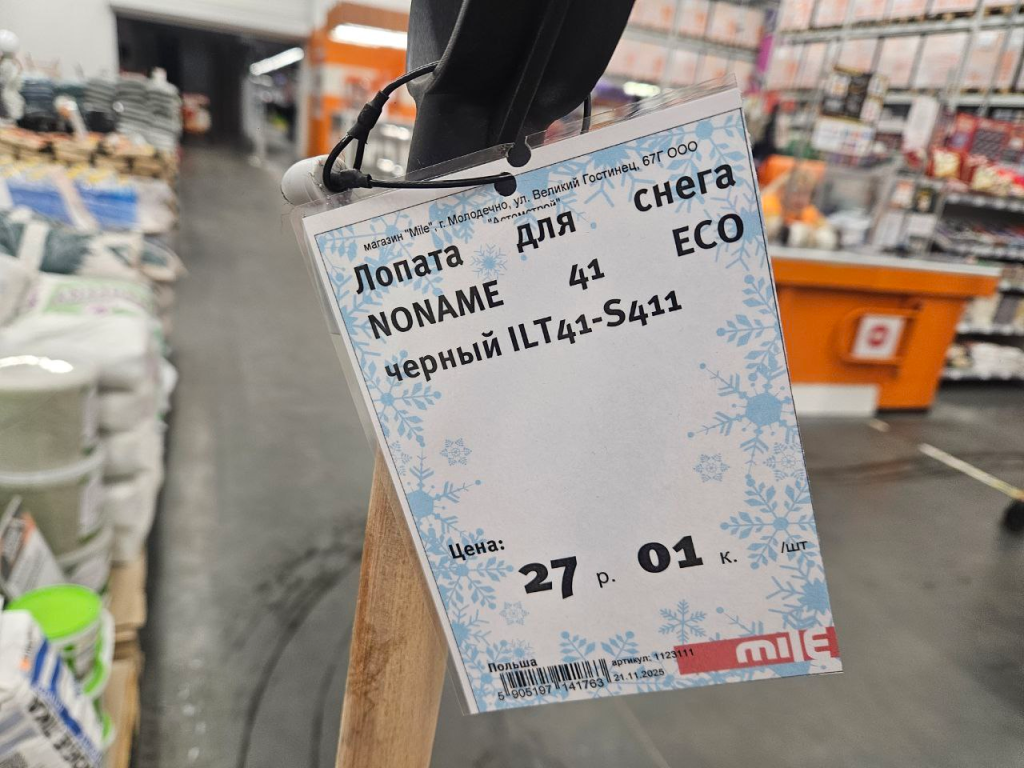 магазин "Mile", г. Молодечно, ул. Великий Гостинец, 67Г ООО
"Астомстрой"
Лопата для снега
NONAME 41 ECO
черный ILT41-S411
Цена: 27 р. 01 к. /шт
mile
Польша
артикул: 1123111
21.11.2025
5 905197 141763